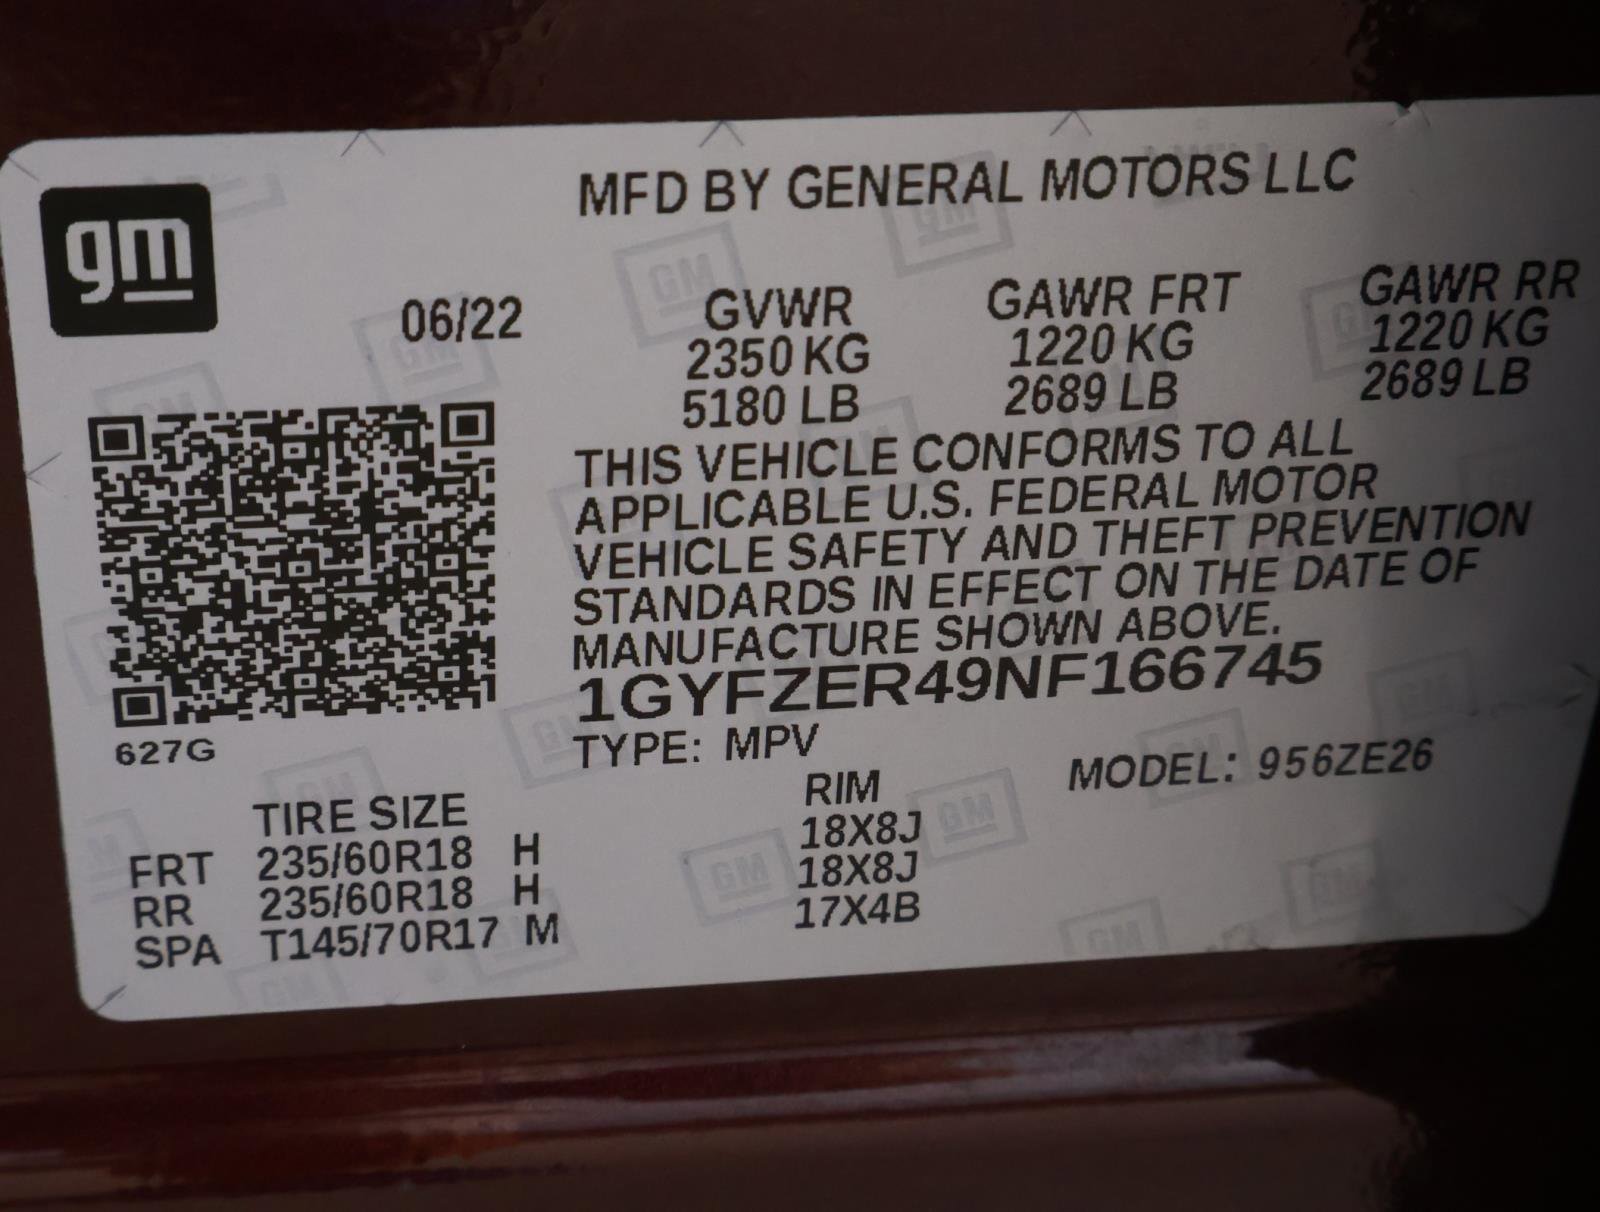 gm
MFD BY GENERAL MOTORS LLC
06/22
GVWR GAWR FRT GAWR RR
2350 KG 1220 KG 1220 KG
5180 LB 2689 LB 2689 LB
THIS VEHICLE CONFORMS TO ALL
APPLICABLE U.S. FEDERAL MOTOR
VEHICLE SAFETY AND THEFT PREVENTION
STANDARDS IN EFFECT ON THE DATE OF
MANUFACTURE SHOWN ABOVE.
1GYFZER49NF166745
627G
TYPE: MPV MODEL: 956ZE26
TIRE SIZE RIM
FRT 235/60R18 H 18X8J
RR 235/60R18 H 18X8J
SPA T145/70R17 M 17X4B